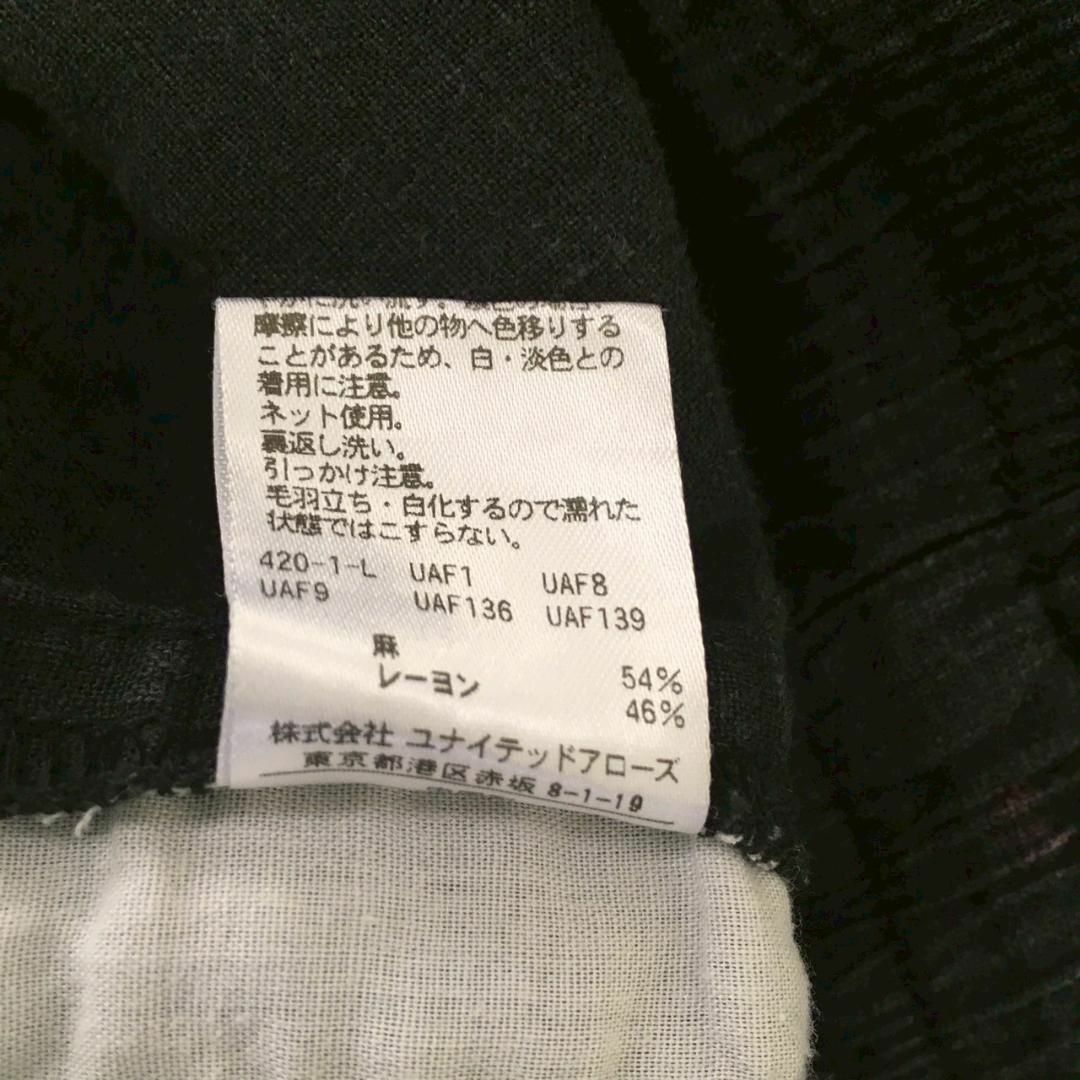 摩擦により他の物へ色移りする
ことがあるため、白・淡色との
着用に注意。
ネット使用。
裏返し洗い。
引っかけ注意。
毛羽立ち・白化するので濡れた
状態ではこすらない。
420-1-L UAF1 UAF8
UAF9 UAF136 UAF139
麻 54%
レーヨン 46%
株式会社 ユナイテッドアローズ
東京都港区赤坂 8-1-19